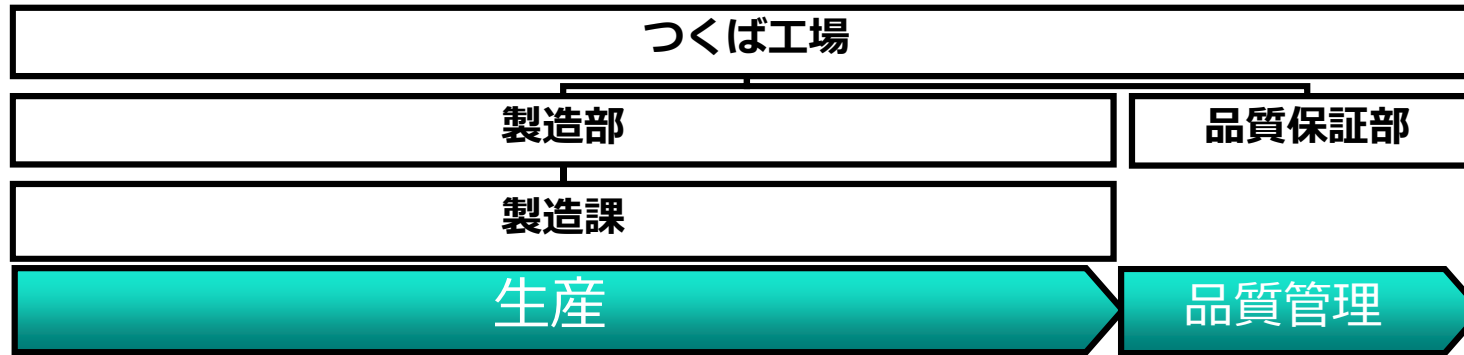 つくば工場
製造部
品質保証部
製造課
生産
品質管理